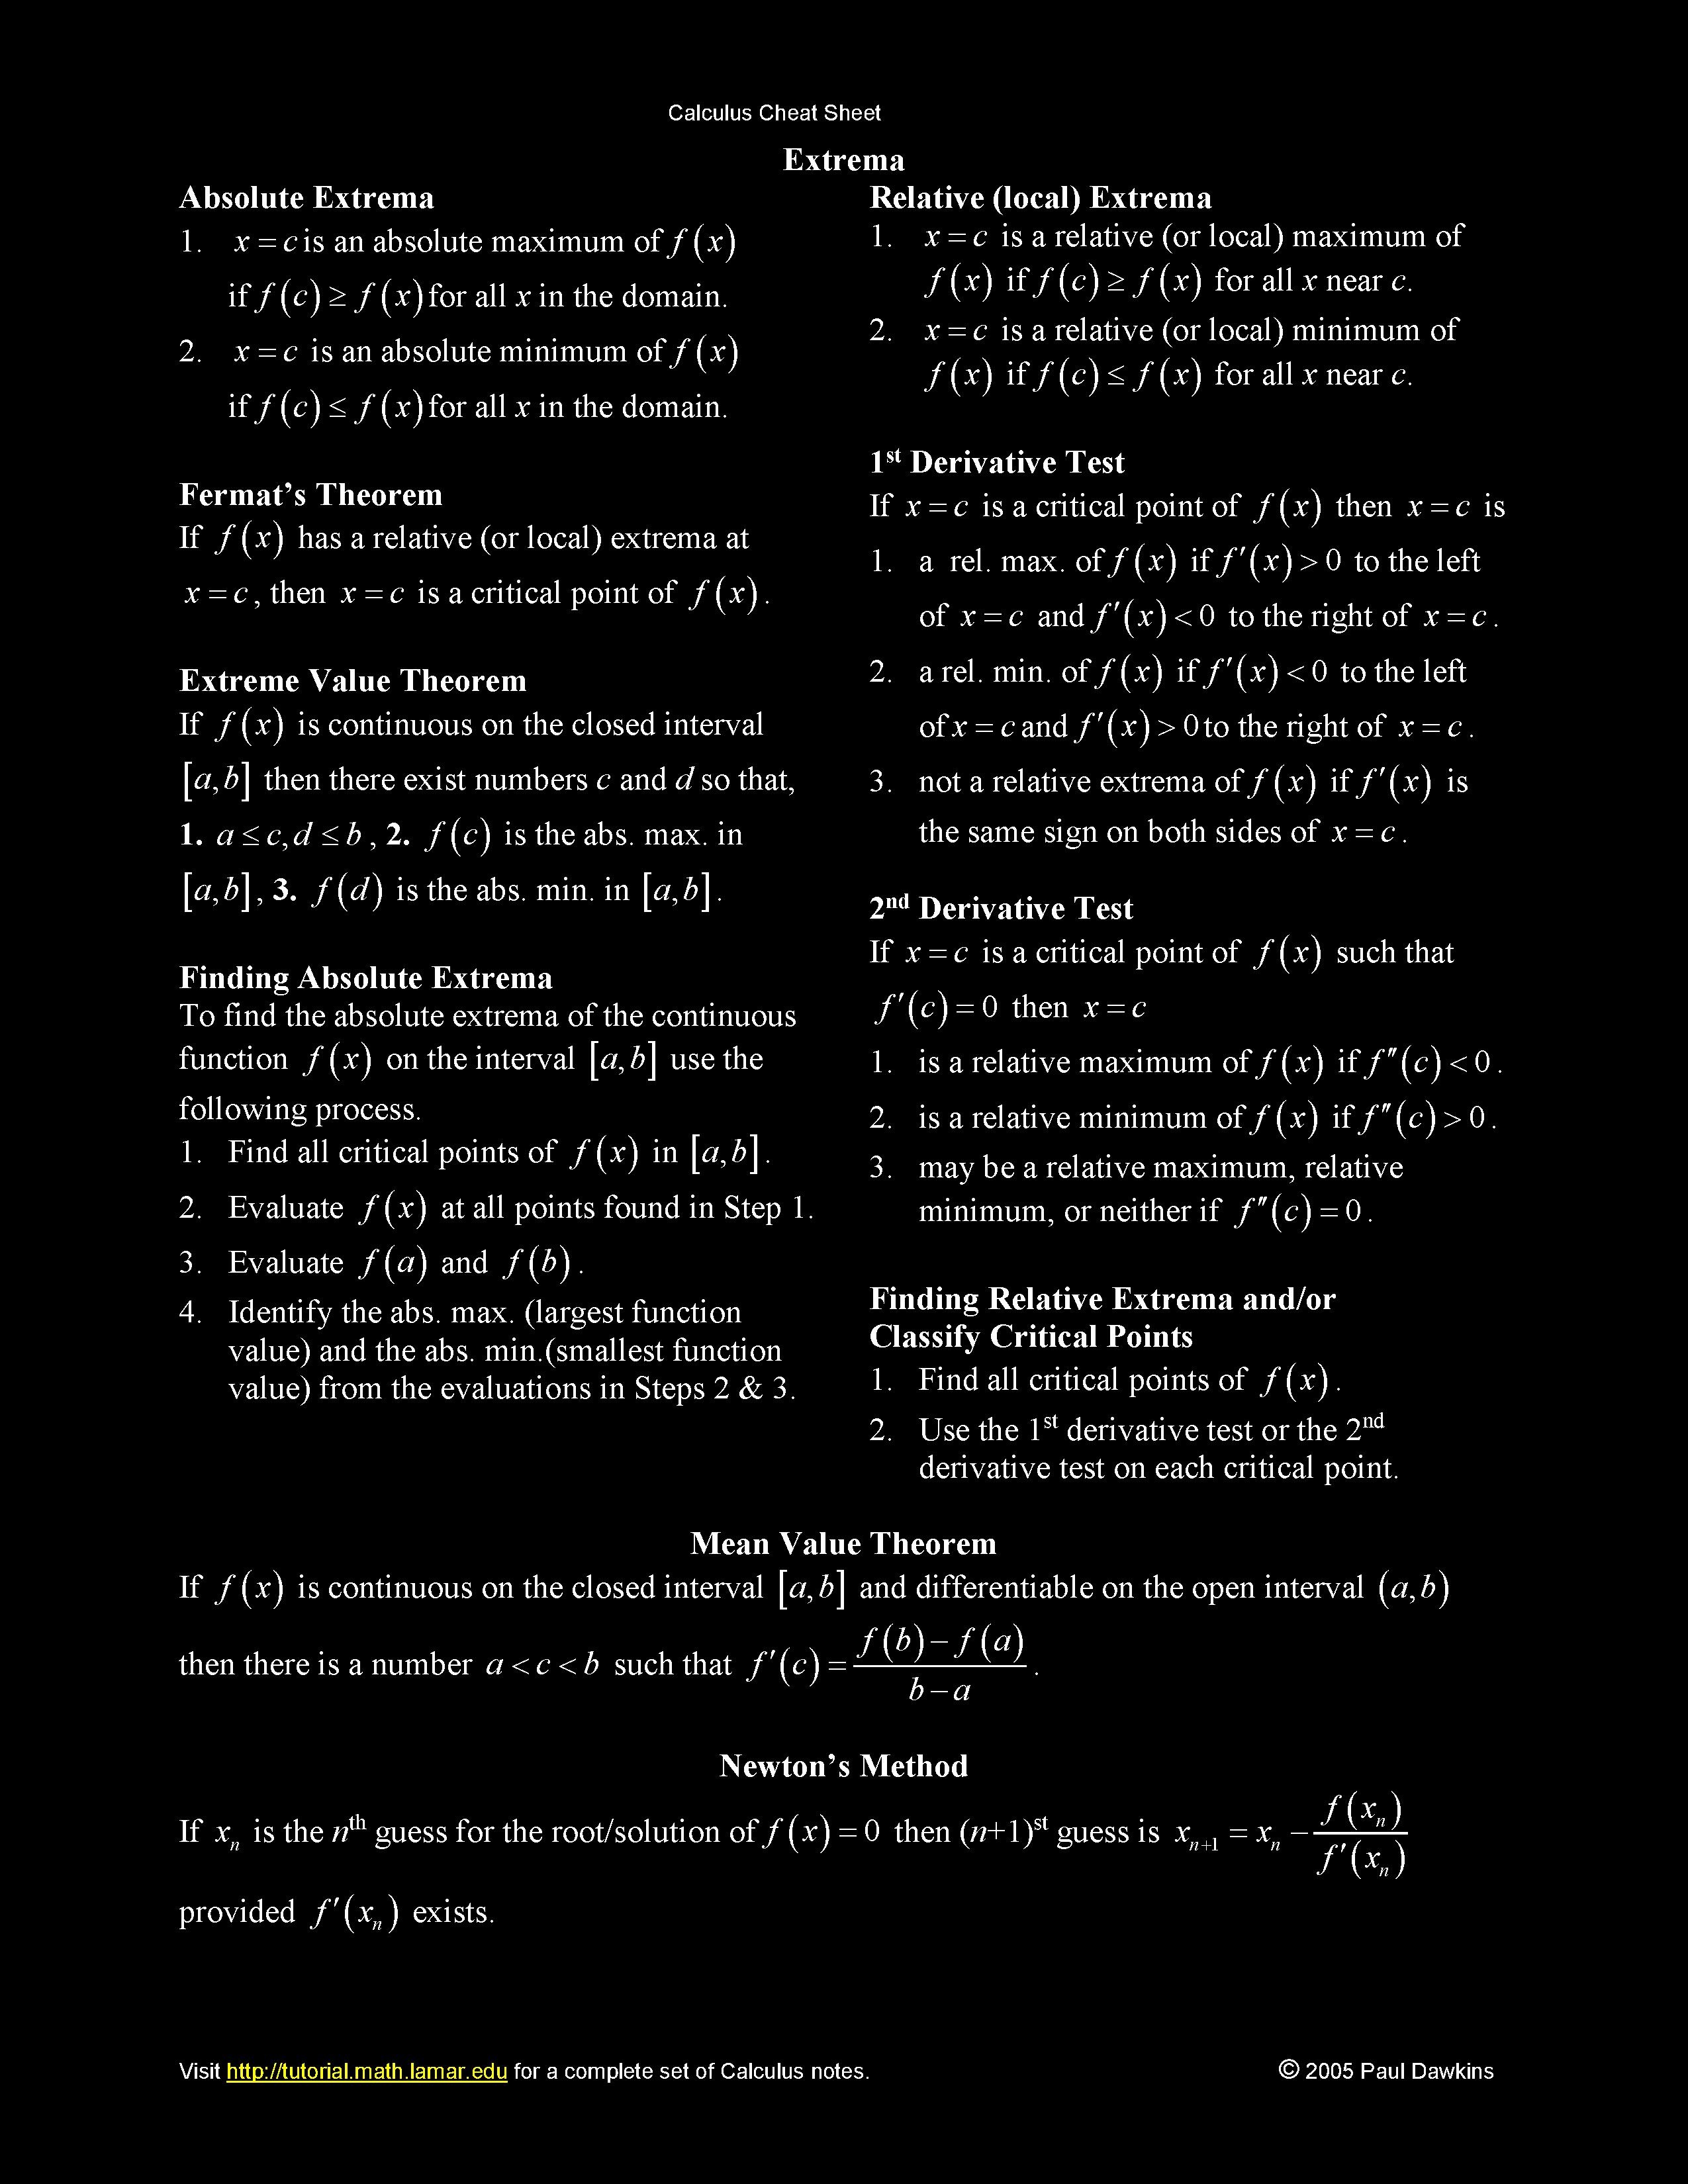 Calculus Cheat Sheet
Extrema
Absolute Extrema
1. x = c is an absolute maximum of f(x)
if f(c) ≥ f(x) for all x in the domain.
2. x = c is an absolute minimum of f(x)
if f(c) ≤ f(x) for all x in the domain.
Fermat's Theorem
If f(x) has a relative (or local) extrema at
x = c, then x = c is a critical point of f(x).
Extreme Value Theorem
If f(x) is continuous on the closed interval
[a,b] then there exist numbers c and d so that,
1. a ≤ c,d ≤ b, 2. f(c) is the abs. max. in
[a,b], 3. f(d) is the abs. min. in [a,b].
Finding Absolute Extrema
To find the absolute extrema of the continuous
function f(x) on the interval [a,b] use the
following process.
1. Find all critical points of f(x) in [a,b].
2. Evaluate f(x) at all points found in Step 1.
3. Evaluate f(a) and f(b).
4. Identify the abs. max. (largest function
value) and the abs. min.(smallest function
value) from the evaluations in Steps 2 & 3.
Relative (local) Extrema
1. x = c is a relative (or local) maximum of
f(x) if f(c) ≥ f(x) for all x near c.
2. x = c is a relative (or local) minimum of
f(x) if f(c) ≤ f(x) for all x near c.
1st Derivative Test
If x = c is a critical point of f(x) then x = c is
1. a rel. max. of f(x) if f′(x) > 0 to the left
of x = c and f′(x) < 0 to the right of x = c.
2. a rel. min. of f(x) if f′(x) < 0 to the left
of x = c and f′(x) > 0 to the right of x = c.
3. not a relative extrema of f(x) if f′(x) is
the same sign on both sides of x = c.
2nd Derivative Test
If x = c is a critical point of f(x) such that
f′(c) = 0 then x = c
1. is a relative maximum of f(x) if f″(c) < 0.
2. is a relative minimum of f(x) if f″(c) > 0.
3. may be a relative maximum, relative
minimum, or neither if f″(c) = 0.
Finding Relative Extrema and/or
Classify Critical Points
1. Find all critical points of f(x).
2. Use the 1st derivative test or the 2nd
derivative test on each critical point.
Mean Value Theorem
If f(x) is continuous on the closed interval [a,b] and differentiable on the open interval (a,b)
then there is a number a < c < b such that f′(c) = (f(b) − f(a)) / (b − a).
Newton's Method
If xₙ is the nth guess for the root/solution of f(x) = 0 then (n+1)st guess is xₙ₊₁ = xₙ − f(xₙ) / f′(xₙ)
provided f′(xₙ) exists.
Visit http://tutorial.math.lamar.edu for a complete set of Calculus notes. © 2005 Paul Dawkins